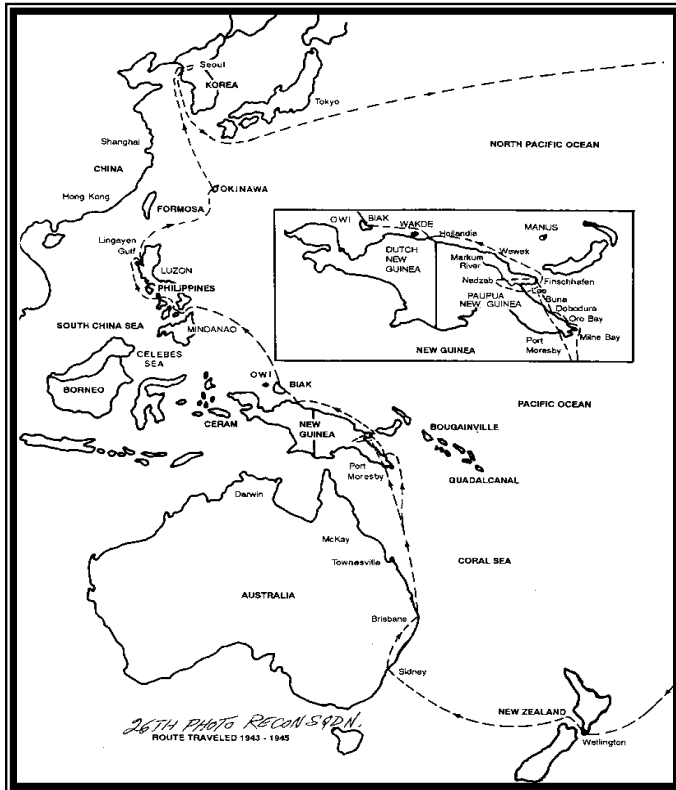 Seoul
KOREA
Tokyo
Shanghai
CHINA
NORTH PACIFIC OCEAN
Hong Kong
OKINAWA
FORMOSA
Lingayen
Gulf
LUZON
PHILIPPINES
SOUTH CHINA SEA
MINDANAO
CELEBES
SEA
BORNEO
OWI
BIAK
CERAM
NEW
GUINEA
Port
Moresby
PACIFIC OCEAN
BOUGAINVILLE
GUADALCANAL
OWI
BIAK
WAKDE
Hollandia
MANUS
DUTCH
NEW
GUINEA
Wewek
Markum
River
Nadzab
Finschhafen
Lae
PAUPUA
NEW GUINEA
Buna
Dobodura
Oro Bay
Port
Moresby
Milne Bay
NEW GUINEA
Darwin
McKay
Townesville
CORAL SEA
AUSTRALIA
Brisbane
Sidney
NEW ZEALAND
Wellington
26TH PHOTO RECON SQDN.
ROUTE TRAVELED 1943 - 1945